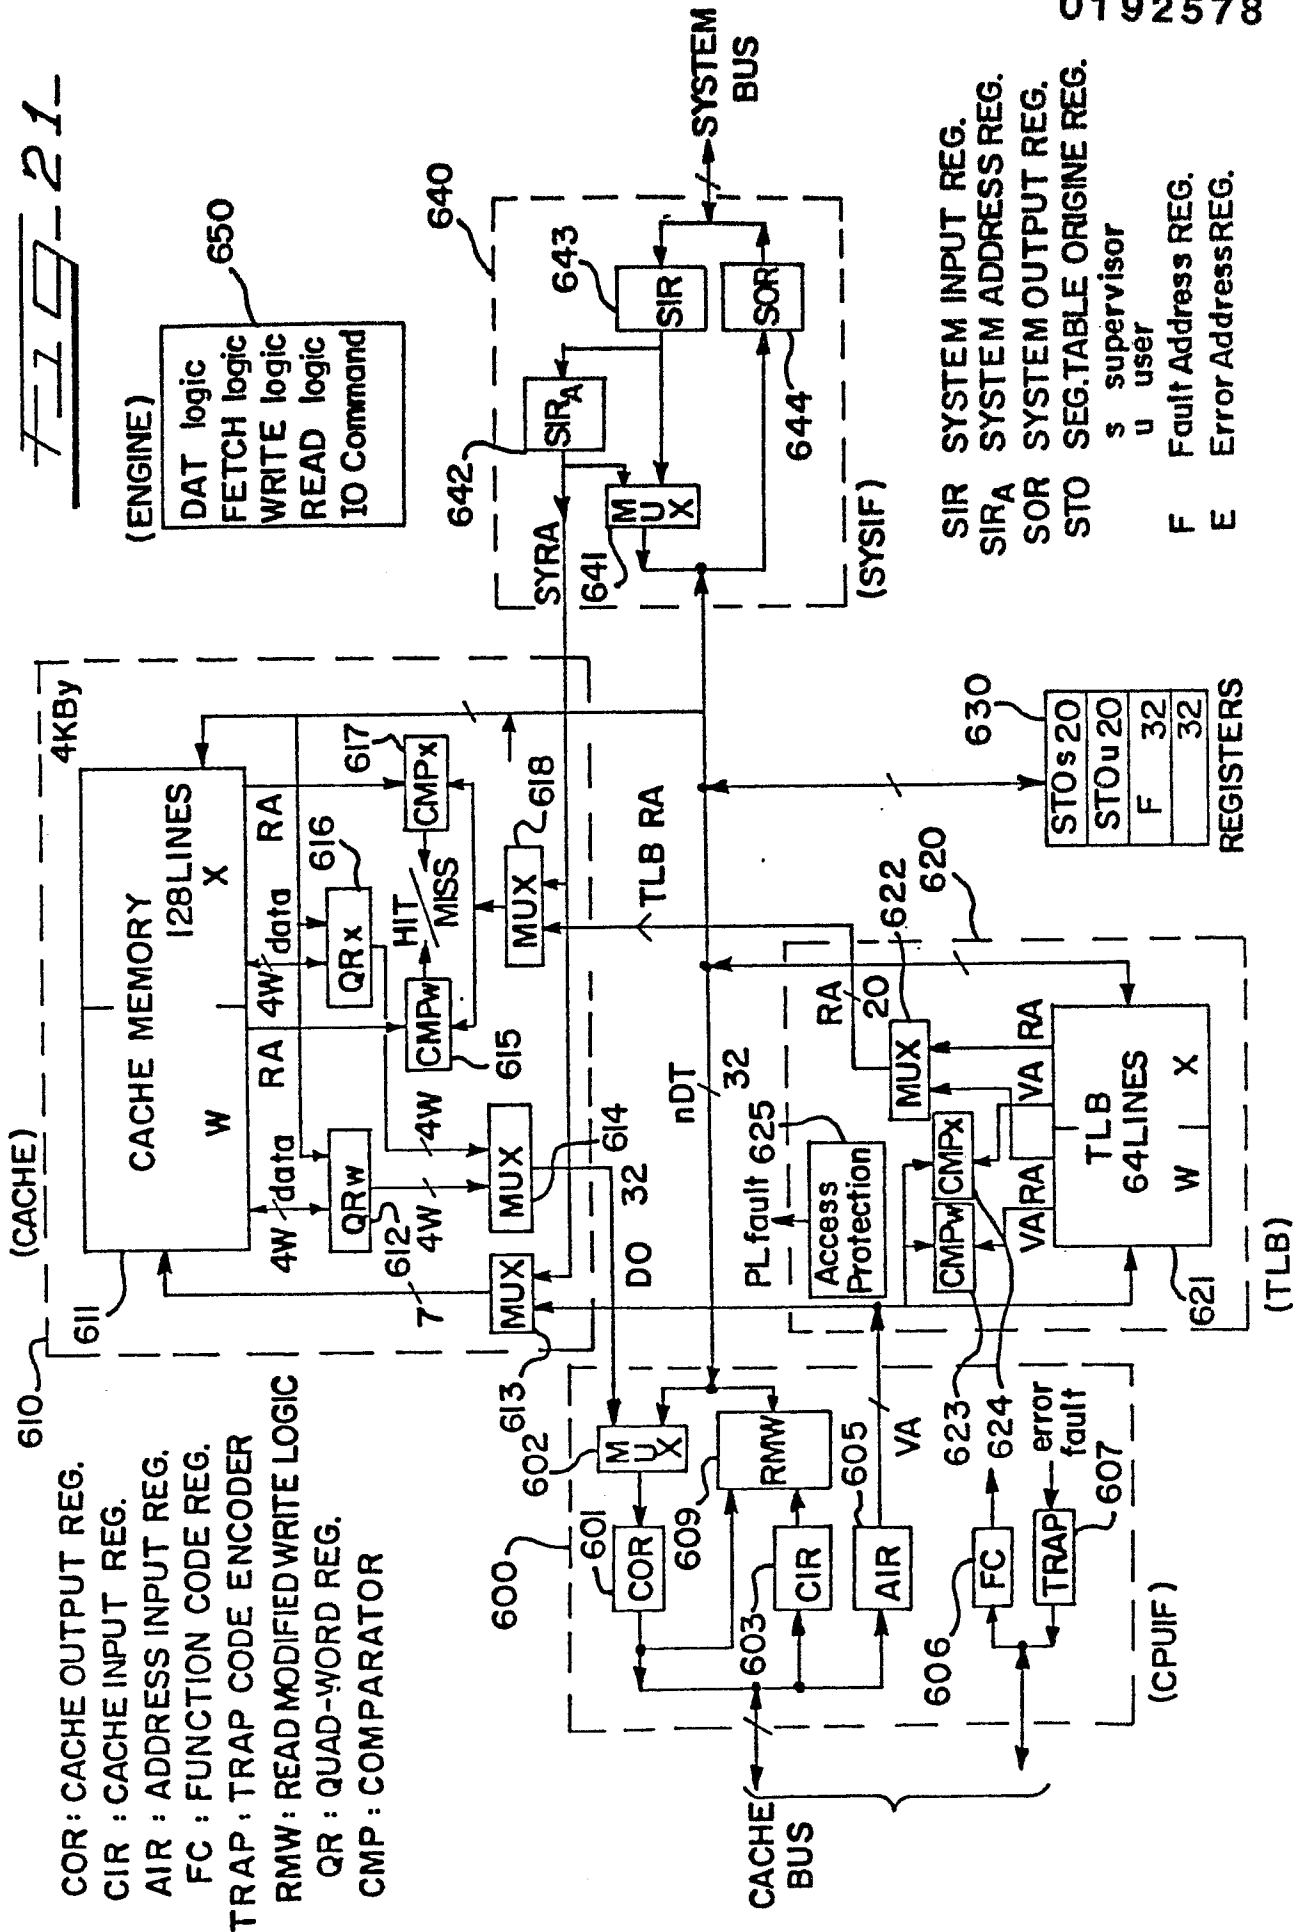 0192578
FIG. 21
COR : CACHE OUTPUT REG.
CIR : CACHE INPUT REG.
AIR : ADDRESS INPUT REG.
FC : FUNCTION CODE REG.
TRAP : TRAP CODE ENCODER
RMW : READ MODIFIED WRITE LOGIC
QR : QUAD-WORD REG.
CMP : COMPARATOR
610
(CACHE)
611
CACHE MEMORY
128LINES
W
X
4KBy
4W
data
RA
4W
data
RA
QRW
612
QRX
616
CMPW
615
HIT
MISS
CMPX
617
7
4W
4W
MUX
613
MUX
614
MUX
618
(ENGINE)
650
DAT logic
FETCH logic
WRITE logic
READ logic
IO Command
640
642
SIRA
643
SIR
SYRA
641
MUX
SOR
644
(SYSIF)
SYSTEM
BUS
600
601
COR
602
MUX
609
RMW
603
CIR
605
AIR
VA
606
FC
TRAP
607
error
fault
(CPUIF)
CACHE
BUS
DO
32
nDT
32
TLB RA
PL fault
625
Access
Protection
RA
20
622
MUX
620
CMPW
CMPX
623
624
VA
RA
VA
RA
TLB
64LINES
W
X
621
(TLB)
630
STOs 20
STOu 20
F 32
32
REGISTERS
SIR SYSTEM INPUT REG.
SIRA SYSTEM ADDRESS REG.
SOR SYSTEM OUTPUT REG.
STO SEG.TABLE ORIGINE REG.
s supervisor
u user
F Fault Address REG.
E Error Address REG.